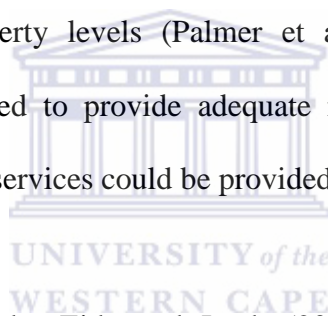 erty levels (Palmer et a
ed to provide adequate
services could be provided
UNIVERSITY of the
WESTERN CAPE